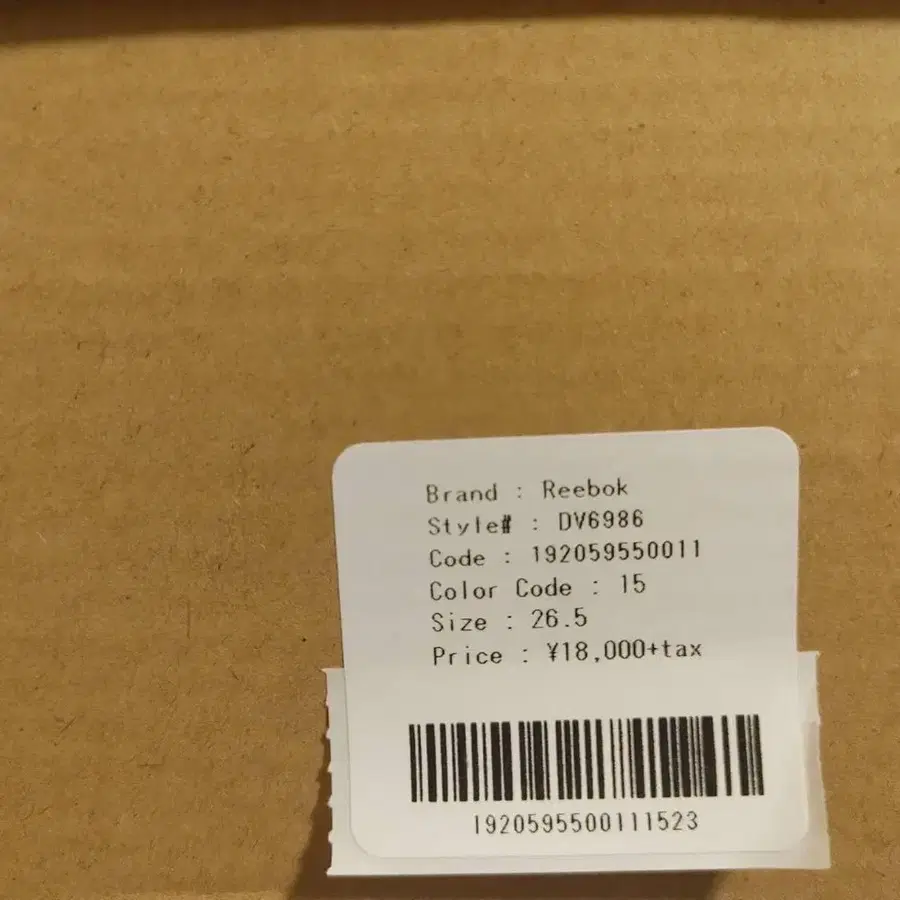 Brand : Reebok
Style# : DV6986
Code : 192059550011
Color Code : 15
Size : 26.5
Price : ¥18,000+tax
1920595500111523